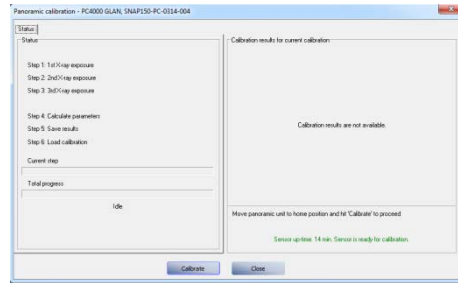 Panoramic calibration - PC4000 GLAN, SNAP150-PC-0314-004
Status
Status
Step 1: 1st X-ray exposure
Step 2: 2nd X-ray exposure
Step 3: 3rd X-ray exposure
Step 4: Calculate parameters
Step 5: Save results
Step 6: Load calibration
Current step
Total progress
Idle
Calibration results for current calibration
Calibration results are not available.
Move panoramic unit to home position and hit 'Calibrate' to proceed
Sensor up-time: 14 min. Sensor is ready for calibration.
Calibrate
Close